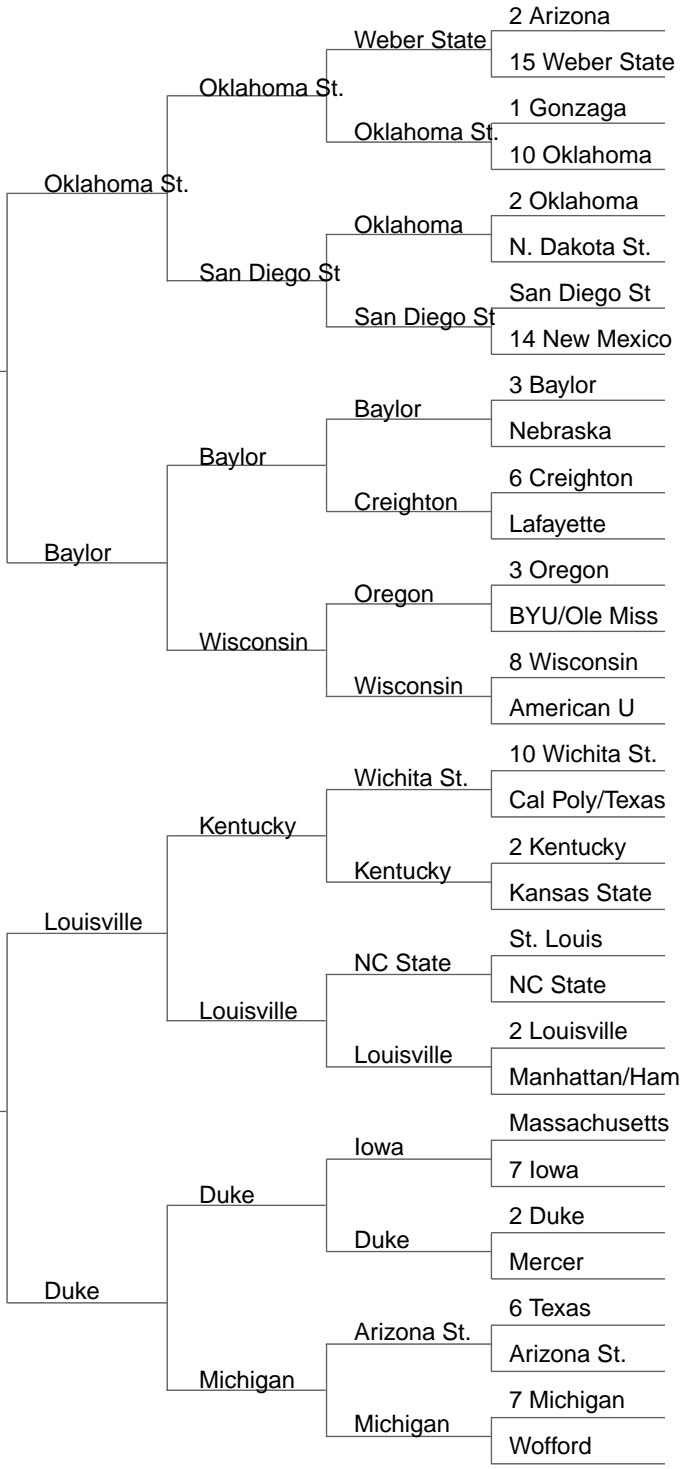 2 Arizona
Weber State
15 Weber State
Oklahoma St.
1 Gonzaga
Oklahoma St.
10 Oklahoma
Oklahoma St.
2 Oklahoma
Oklahoma
N. Dakota St.
San Diego St
San Diego St
San Diego St
14 New Mexico
3 Baylor
Baylor
Nebraska
Baylor
6 Creighton
Creighton
Lafayette
Baylor
3 Oregon
Oregon
BYU/Ole Miss
Wisconsin
8 Wisconsin
Wisconsin
American U
10 Wichita St.
Wichita St.
Cal Poly/Texas
Kentucky
2 Kentucky
Kentucky
Kansas State
Louisville
St. Louis
NC State
NC State
Louisville
2 Louisville
Louisville
Manhattan/Ham
Massachusetts
Iowa
7 Iowa
Duke
2 Duke
Duke
Mercer
Duke
6 Texas
Arizona St.
Arizona St.
Michigan
7 Michigan
Michigan
Wofford